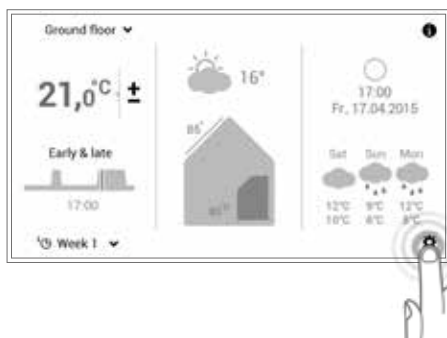 Ground floor
21,0°C ±
Early & late
17:00
Week 1
16°
85°
17:00
Fr, 17.04.2015
Sat Sun Mon
12°C 9°C 12°C
10°C 6°C 8°C